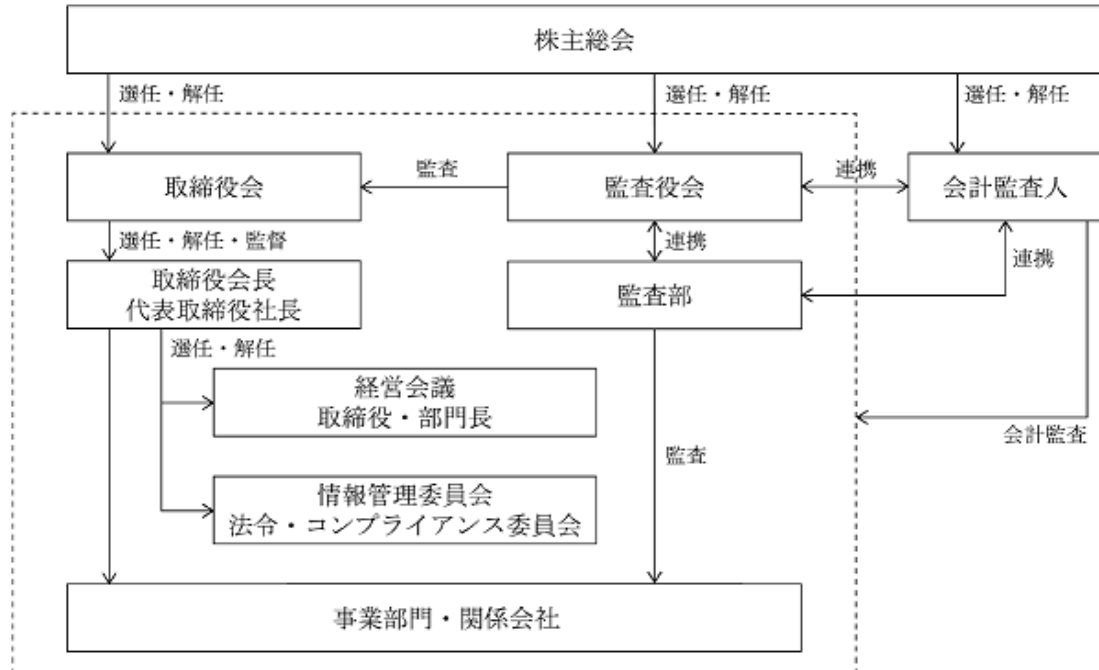 株主総会
選任・解任
選任・解任
選任・解任
取締役会
監査
監査役会
連携
会計監査人
選任・解任・監督
連携
連携
取締役会長
代表取締役社長
監査部
選任・解任
経営会議
取締役・部門長
会計監査
監査
情報管理委員会
法令・コンプライアンス委員会
事業部門・関係会社